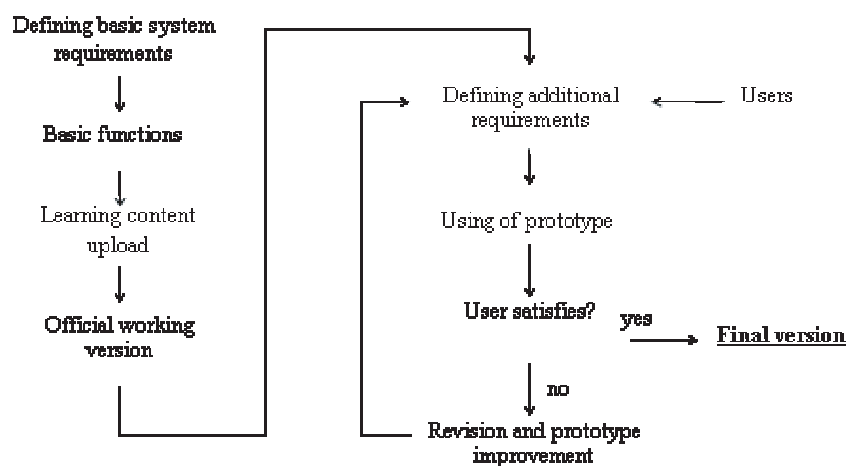 Defining basic system
requirements
Basic functions
Learning content
upload
Official working
version
Defining additional
requirements
Users
Using of prototype
User satisfies?
yes
Final version
no
Revision and prototype
improvement